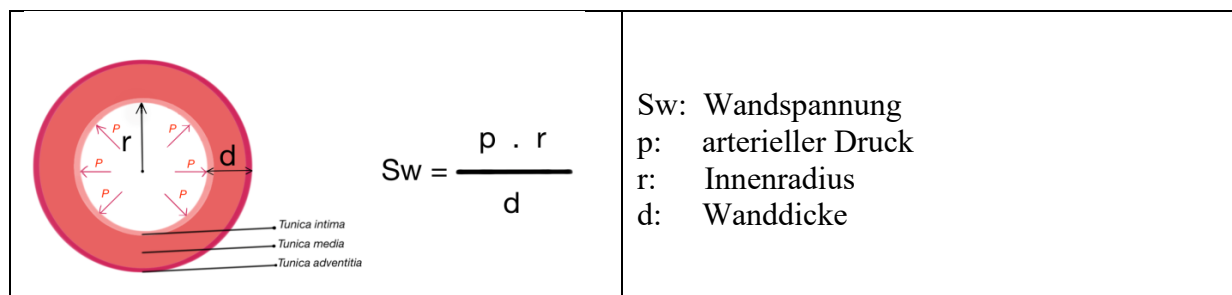 P
P
r
P
P
d
P
P
Tunica intima
Tunica media
Tunica adventitia
Sw = p . r
d
Sw: Wandspannung
p: arterieller Druck
r: Innenradius
d: Wanddicke